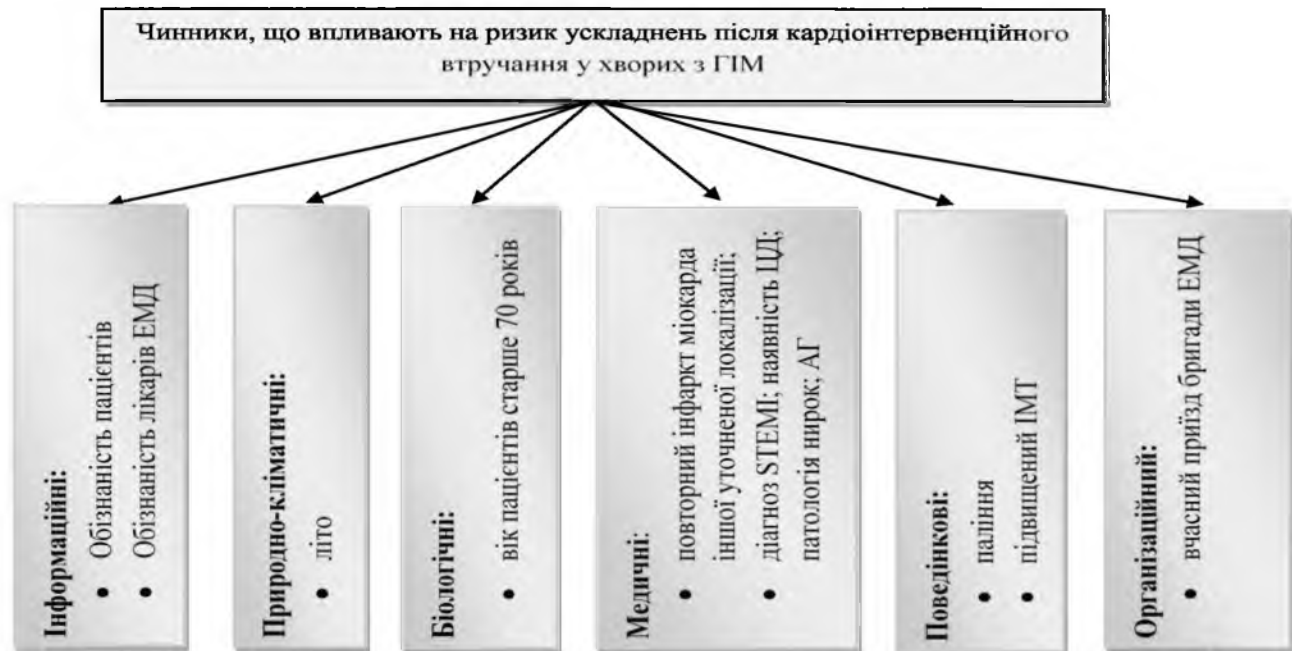 Чинники, що впливають на ризик ускладнень після кардіоінтервенційного
втручання у хворих з ГІМ
Інформаційні:
• Обізнаність пацієнтів
• Обізнаність лікарів ЕМД
Природно-кліматичні:
• літо
Біологічні:
• вік пацієнтів старше 70 років
Медичні:
• повторний інфаркт міокарда
іншої уточненої локалізації;
• діагноз STEMI; наявність ЦД;
патологія нирок; АГ
Поведінкові:
• паління
• підвищений ІМТ
Організаційний:
• вчасний приїзд бригади ЕМД